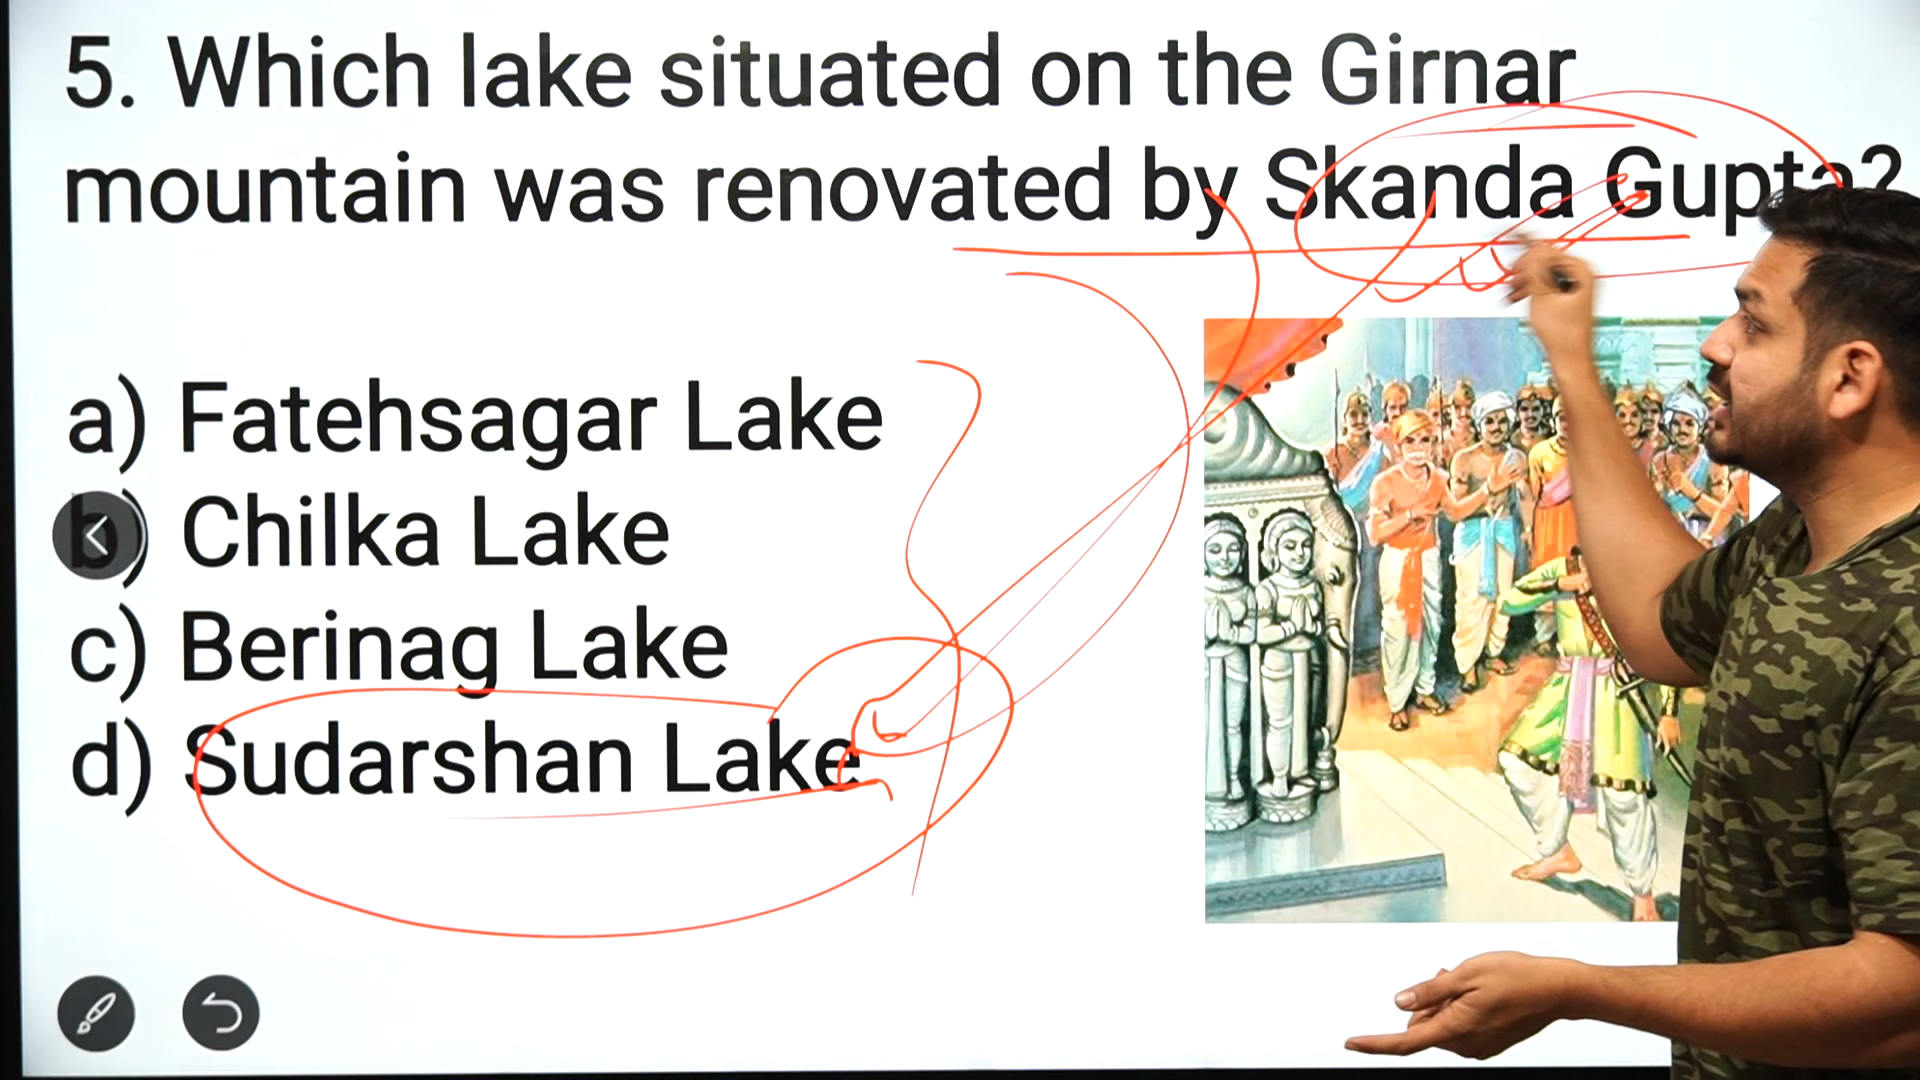 5. Which lake situated on the Girnar
mountain was renovated by Skanda Gupta?
a) Fatehsagar Lake
b) Chilka Lake
c) Berinag Lake
d) Sudarshan Lake